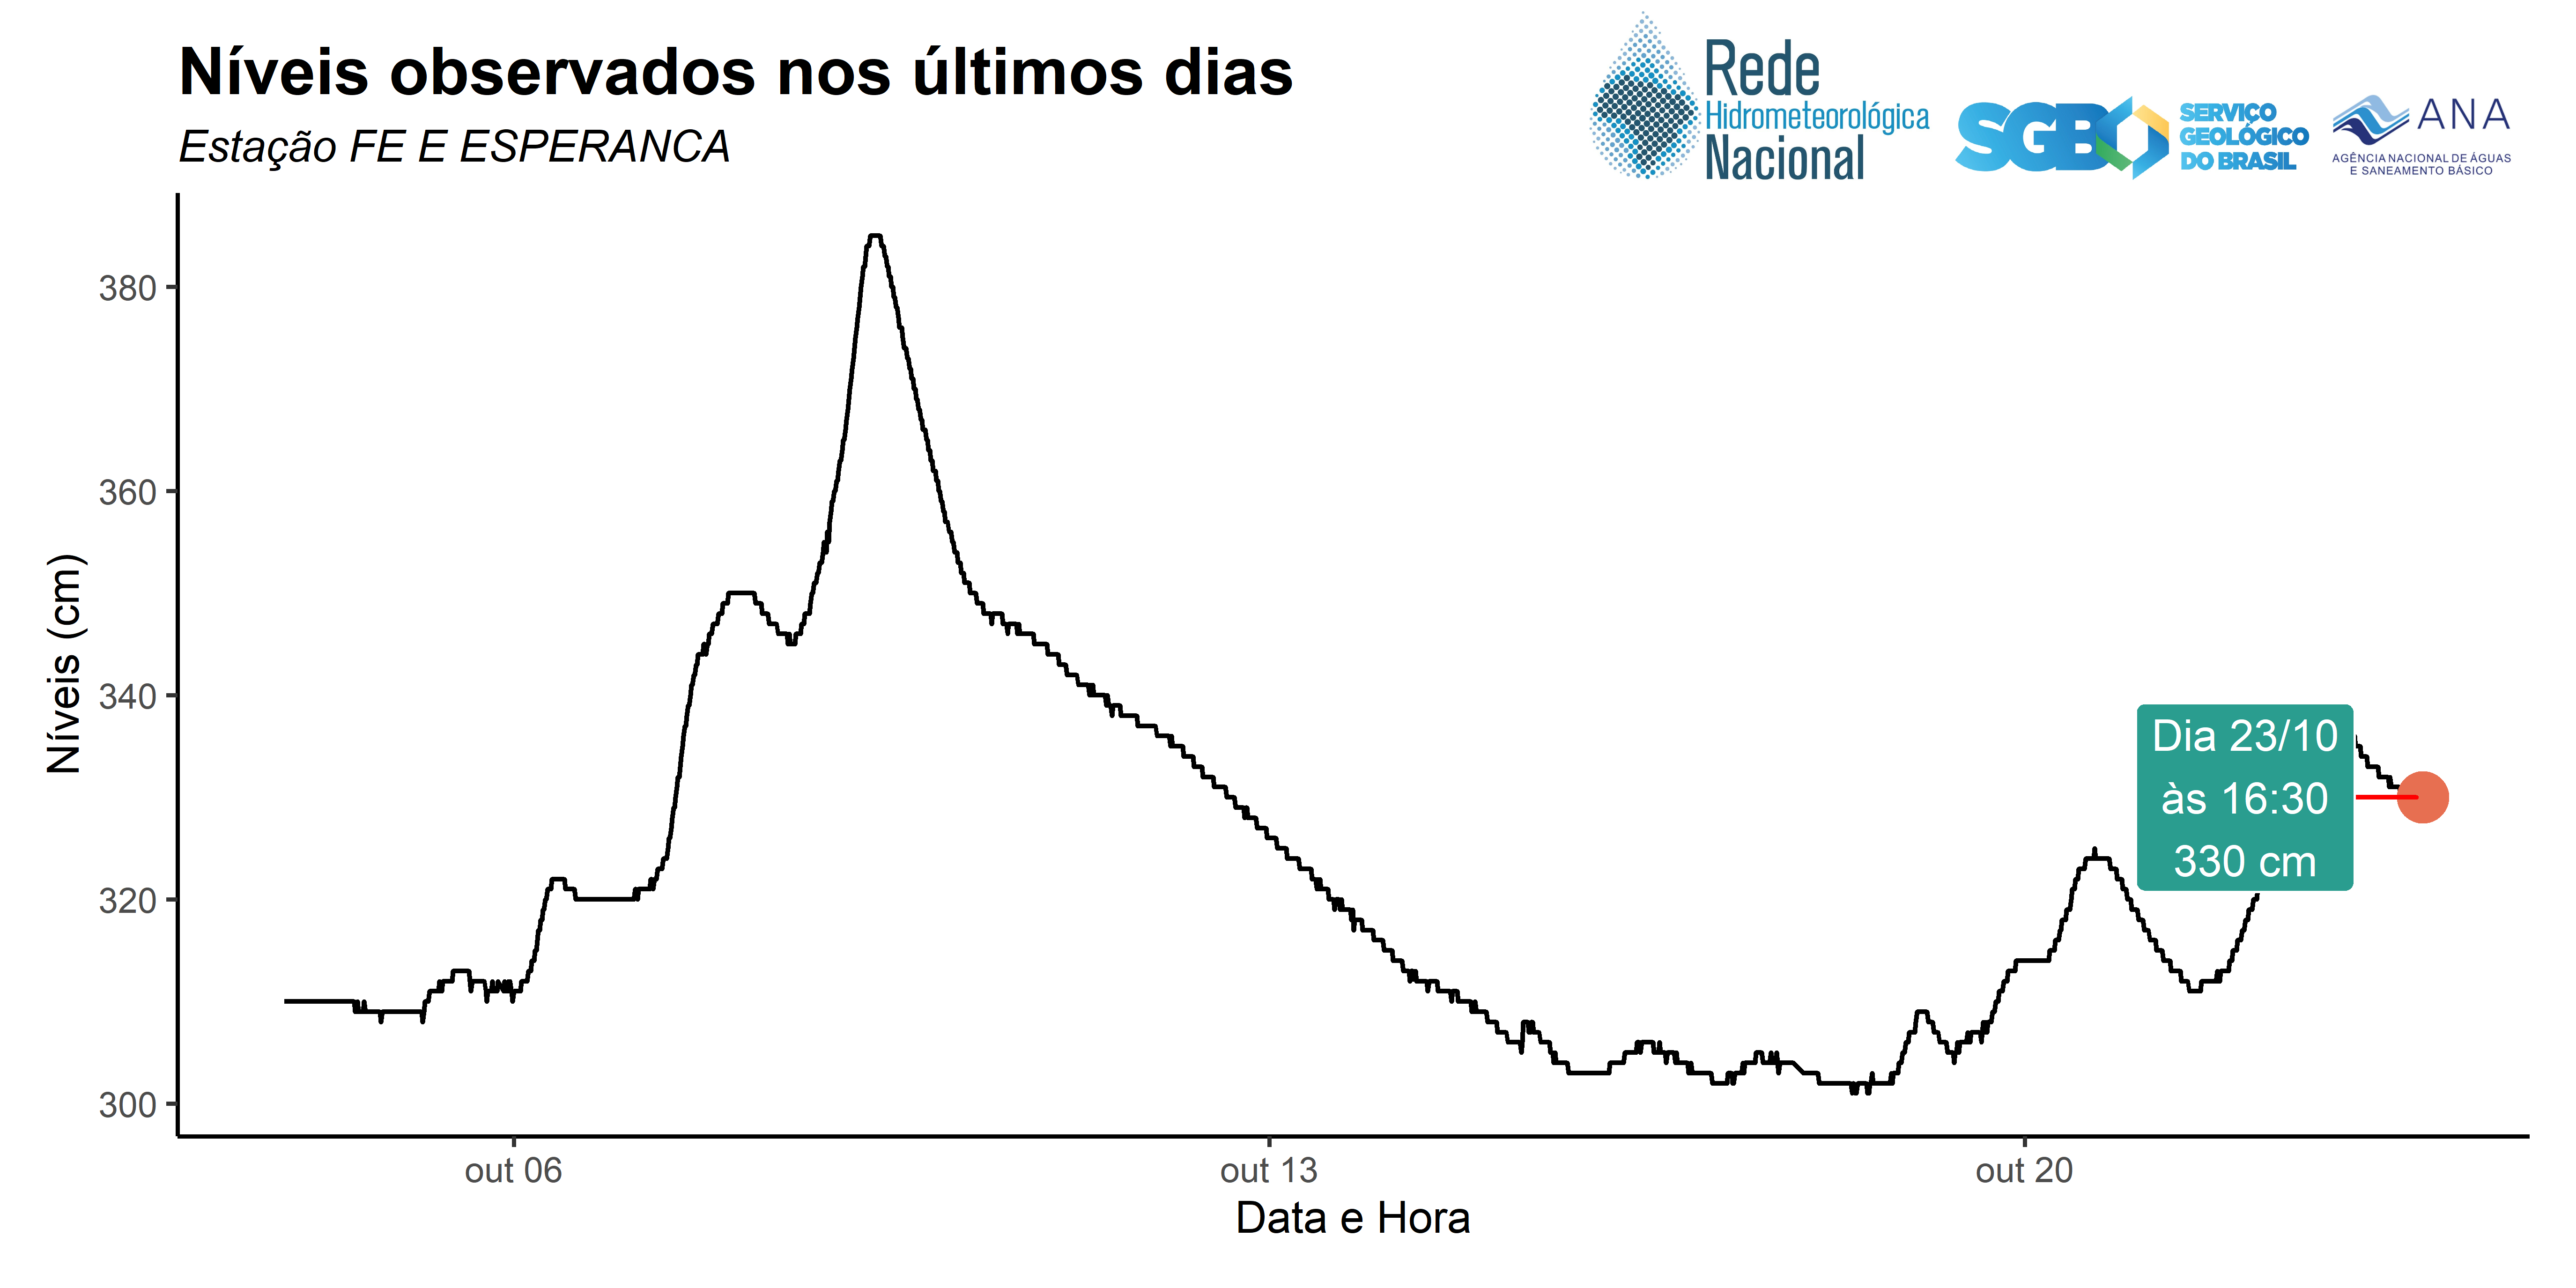 Níveis observados nos últimos dias
Estação FE E ESPERANCA
Rede
Hidrometeorológica
Nacional
SGB
SERVIÇO
GEOLÓGICO
DO BRASIL
ANA
AGÊNCIA NACIONAL DE ÁGUAS
E SANEAMENTO BÁSICO
Níveis (cm)
380
360
340
320
300
Dia 23/10
às 16:30
330 cm
out 06
out 13
out 20
Data e Hora